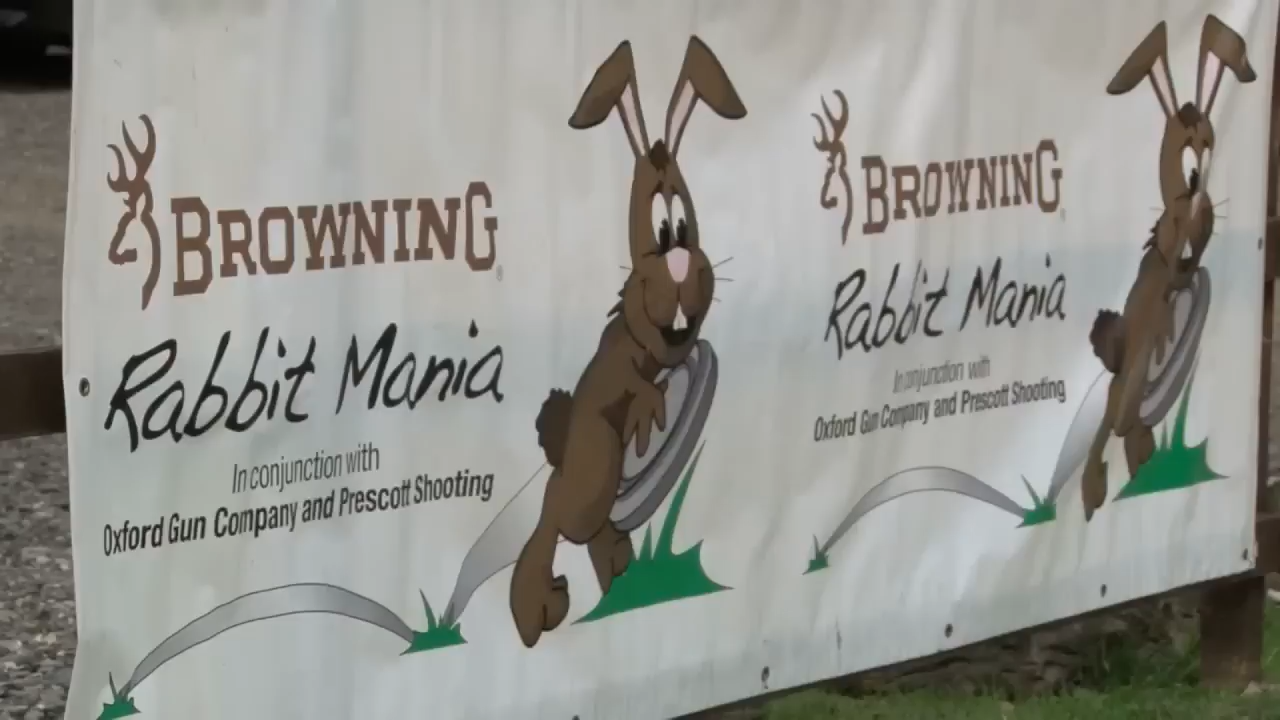 BROWNING
Rabbit Mania
In conjunction with
Oxford Gun Company and Prescott Shooting
BROWNING
Rabbit Mania
In conjunction with
Oxford Gun Company and Prescott Shooting